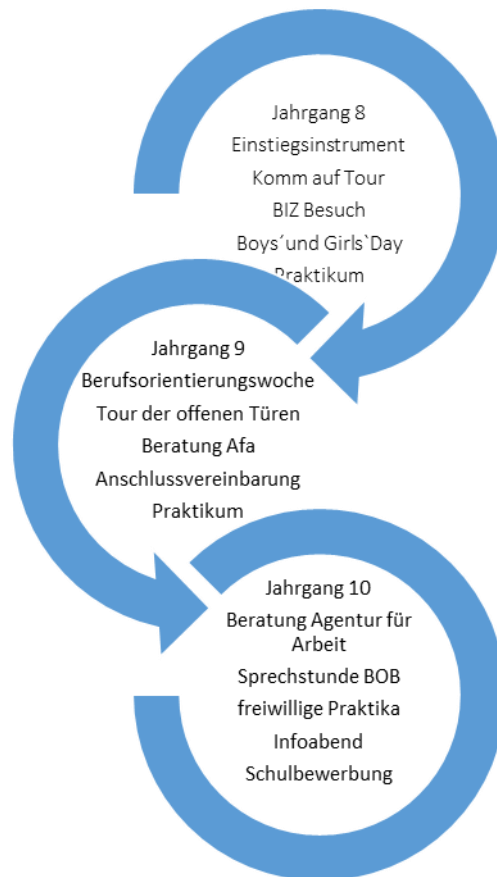 Jahrgang 8
Einstiegsinstrument
Komm auf Tour
BIZ Besuch
Boys´und Girls`Day
Praktikum
Jahrgang 9
Berufsorientierungswoche
Tour der offenen Türen
Beratung Afa
Anschlussvereinbarung
Praktikum
Jahrgang 10
Beratung Agentur für
Arbeit
Sprechstunde BOB
freiwillige Praktika
Infoabend
Schulbewerbung